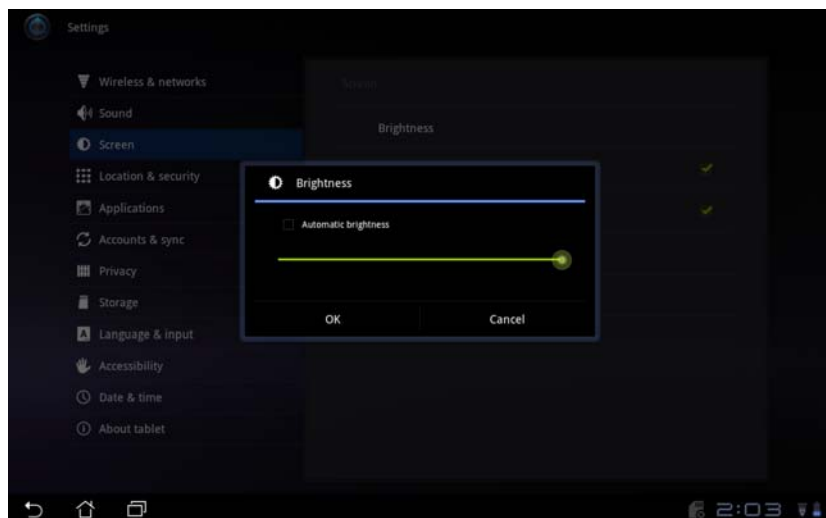 Settings
Wireless & networks
Sound
Screen
Location & security
Applications
Accounts & sync
Privacy
Storage
Language & input
Accessibility
Date & time
About tablet
Screen
Brightness
Brightness
Automatic brightness
OK Cancel
2:03